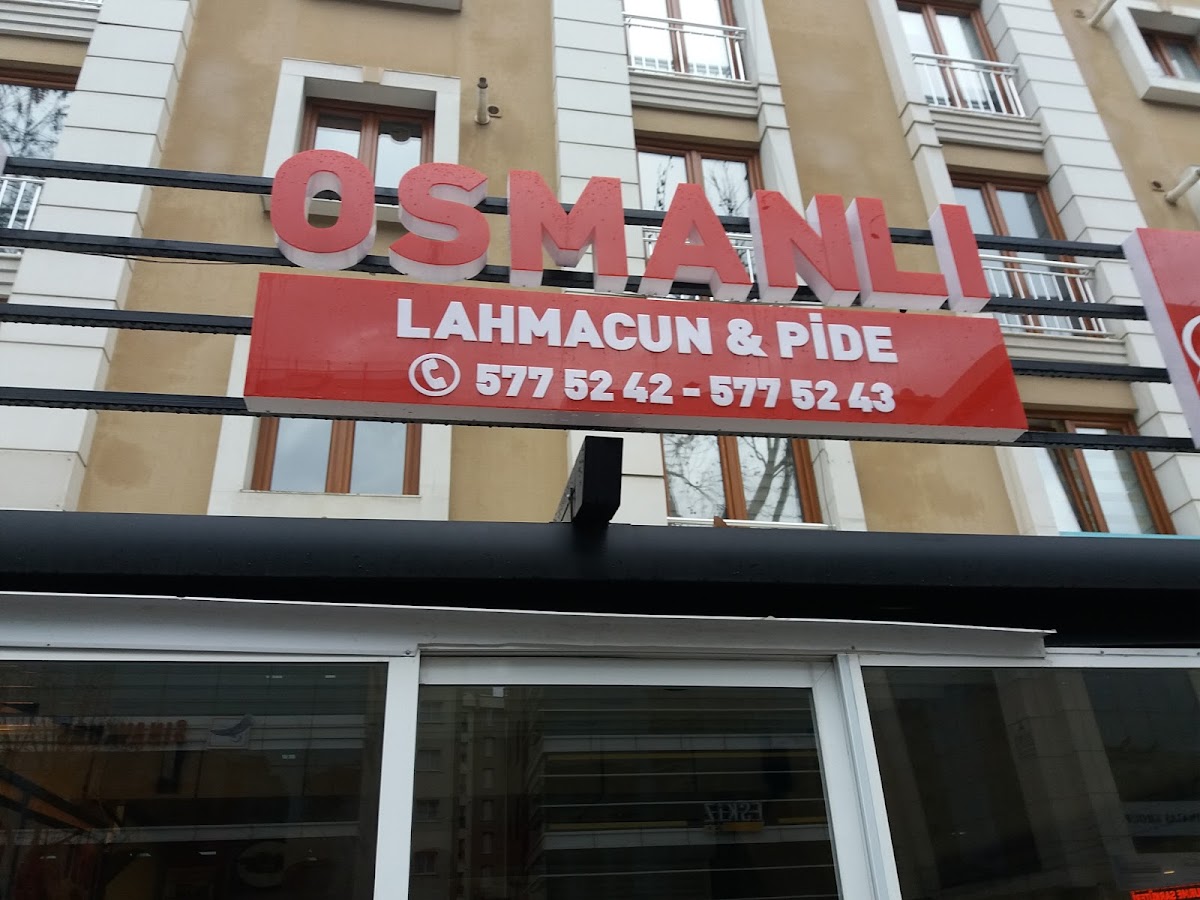 OSMANLI
LAHMACUN & PİDE
577 52 42 - 577 52 43